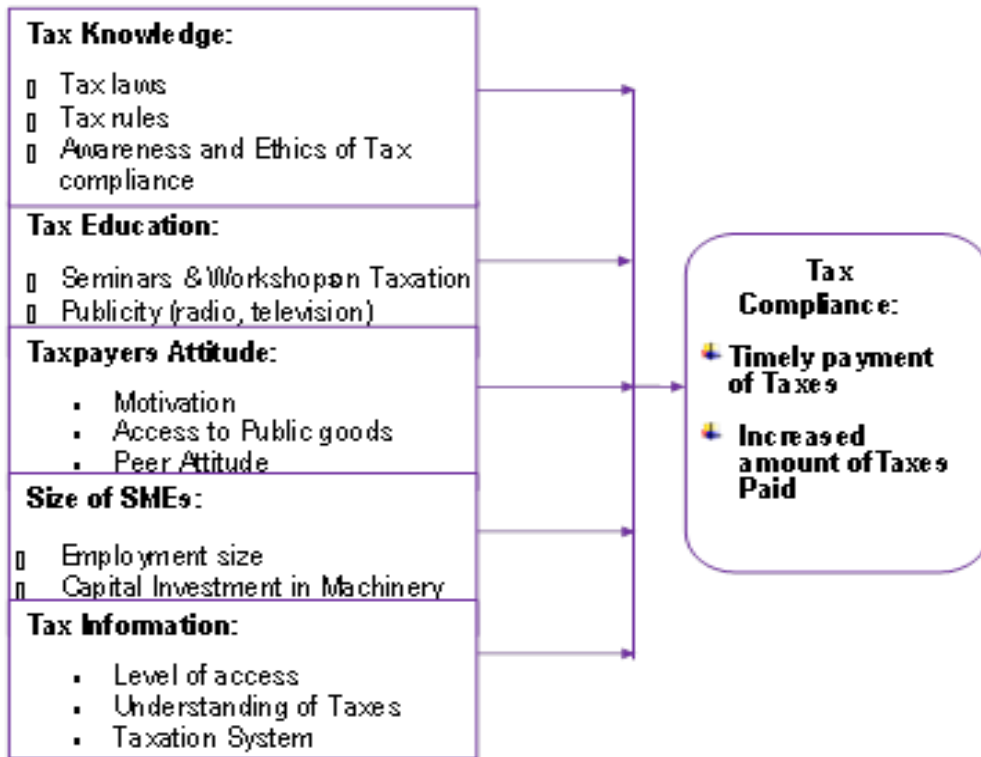 Tax Knowledge:
Tax laws
Tax rules
Awareness and Ethics of Tax
compliance
Tax Education:
Seminars & Workshopson Taxation
Publicity (radio, television)
Taxpayers Attitude:
Motivation
Access to Public goods
Peer Attitude
Size of SMEs:
Employment size
Capital Investment in Machinery
Tax Information:
Level of access
Understanding of Taxes
Taxation System
Tax
Compliance:
Timely payment
of Taxes
Increased
amount of Taxes
Paid